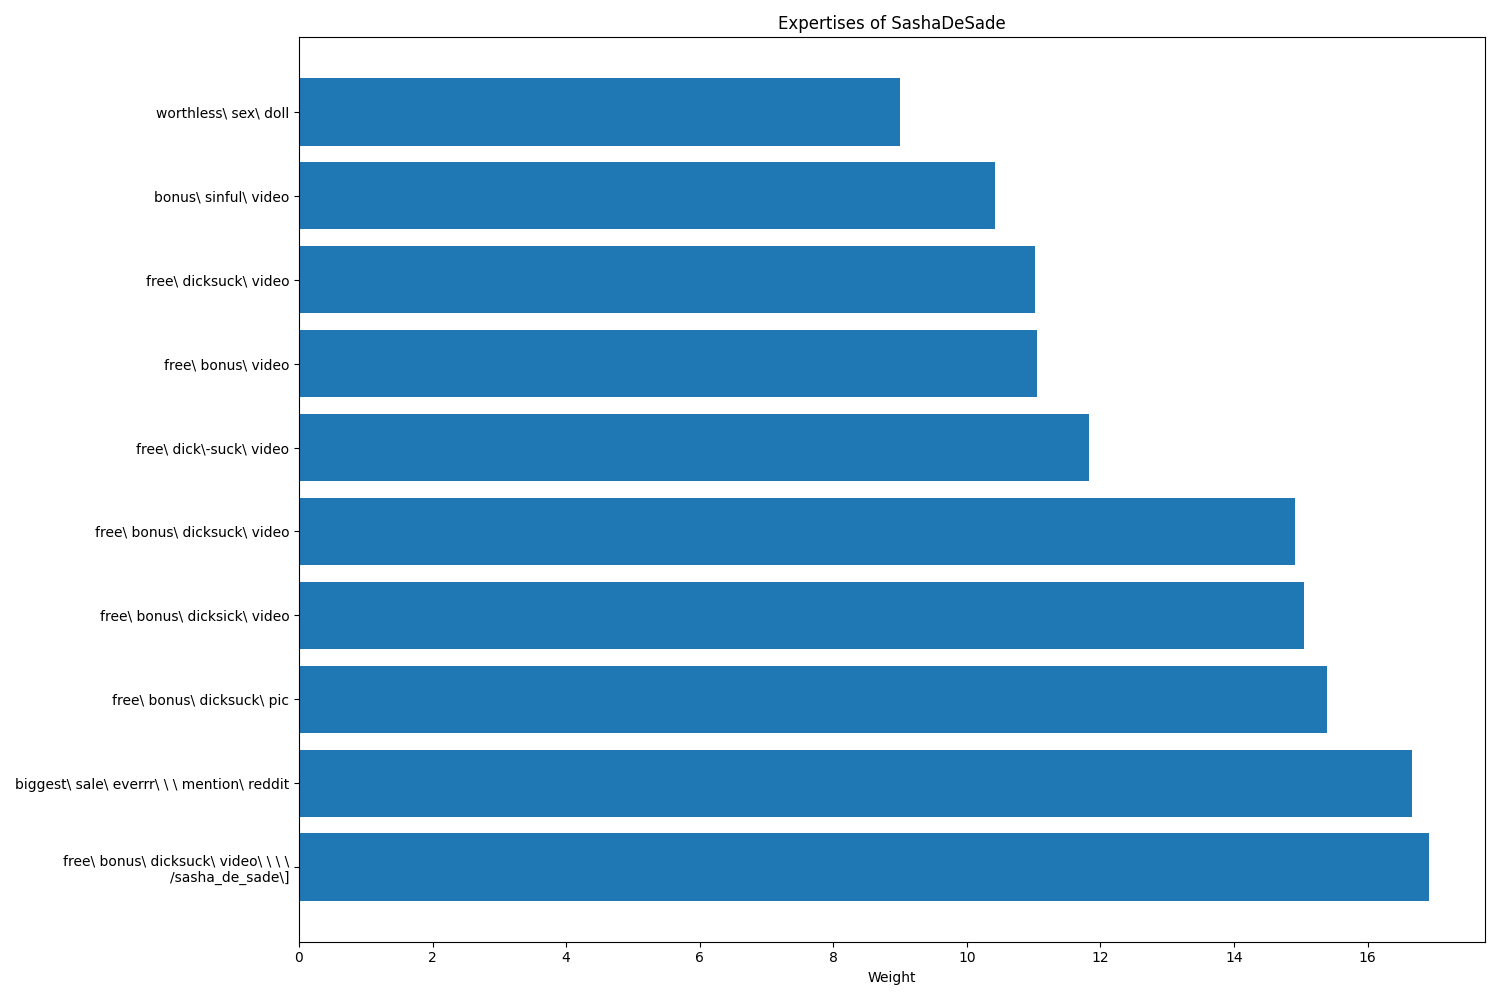 Expertises of SashaDeSade
worthless\ sex\ doll
bonus\ sinful\ video
free\ dicksuck\ video
free\ bonus\ video
free\ dick\-suck\ video
free\ bonus\ dicksuck\ video
free\ bonus\ dicksick\ video
free\ bonus\ dicksuck\ pic
biggest\ sale\ everrr\ \ \ mention\ reddit
free\ bonus\ dicksuck\ video\ \ \ \
/sasha_de_sade\]
0 2 4 6 8 10 12 14 16
Weight